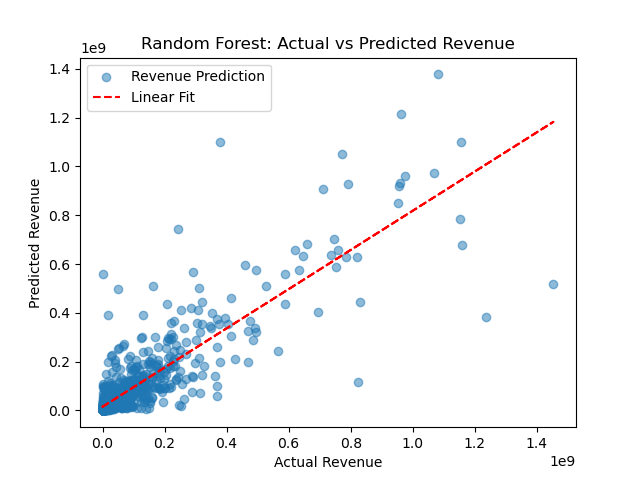 Random Forest: Actual vs Predicted Revenue
1e9
Revenue Prediction
Linear Fit
Predicted Revenue
1.4
1.2
1.0
0.8
0.6
0.4
0.2
0.0
0.0 0.2 0.4 0.6 0.8 1.0 1.2 1.4
Actual Revenue
1e9